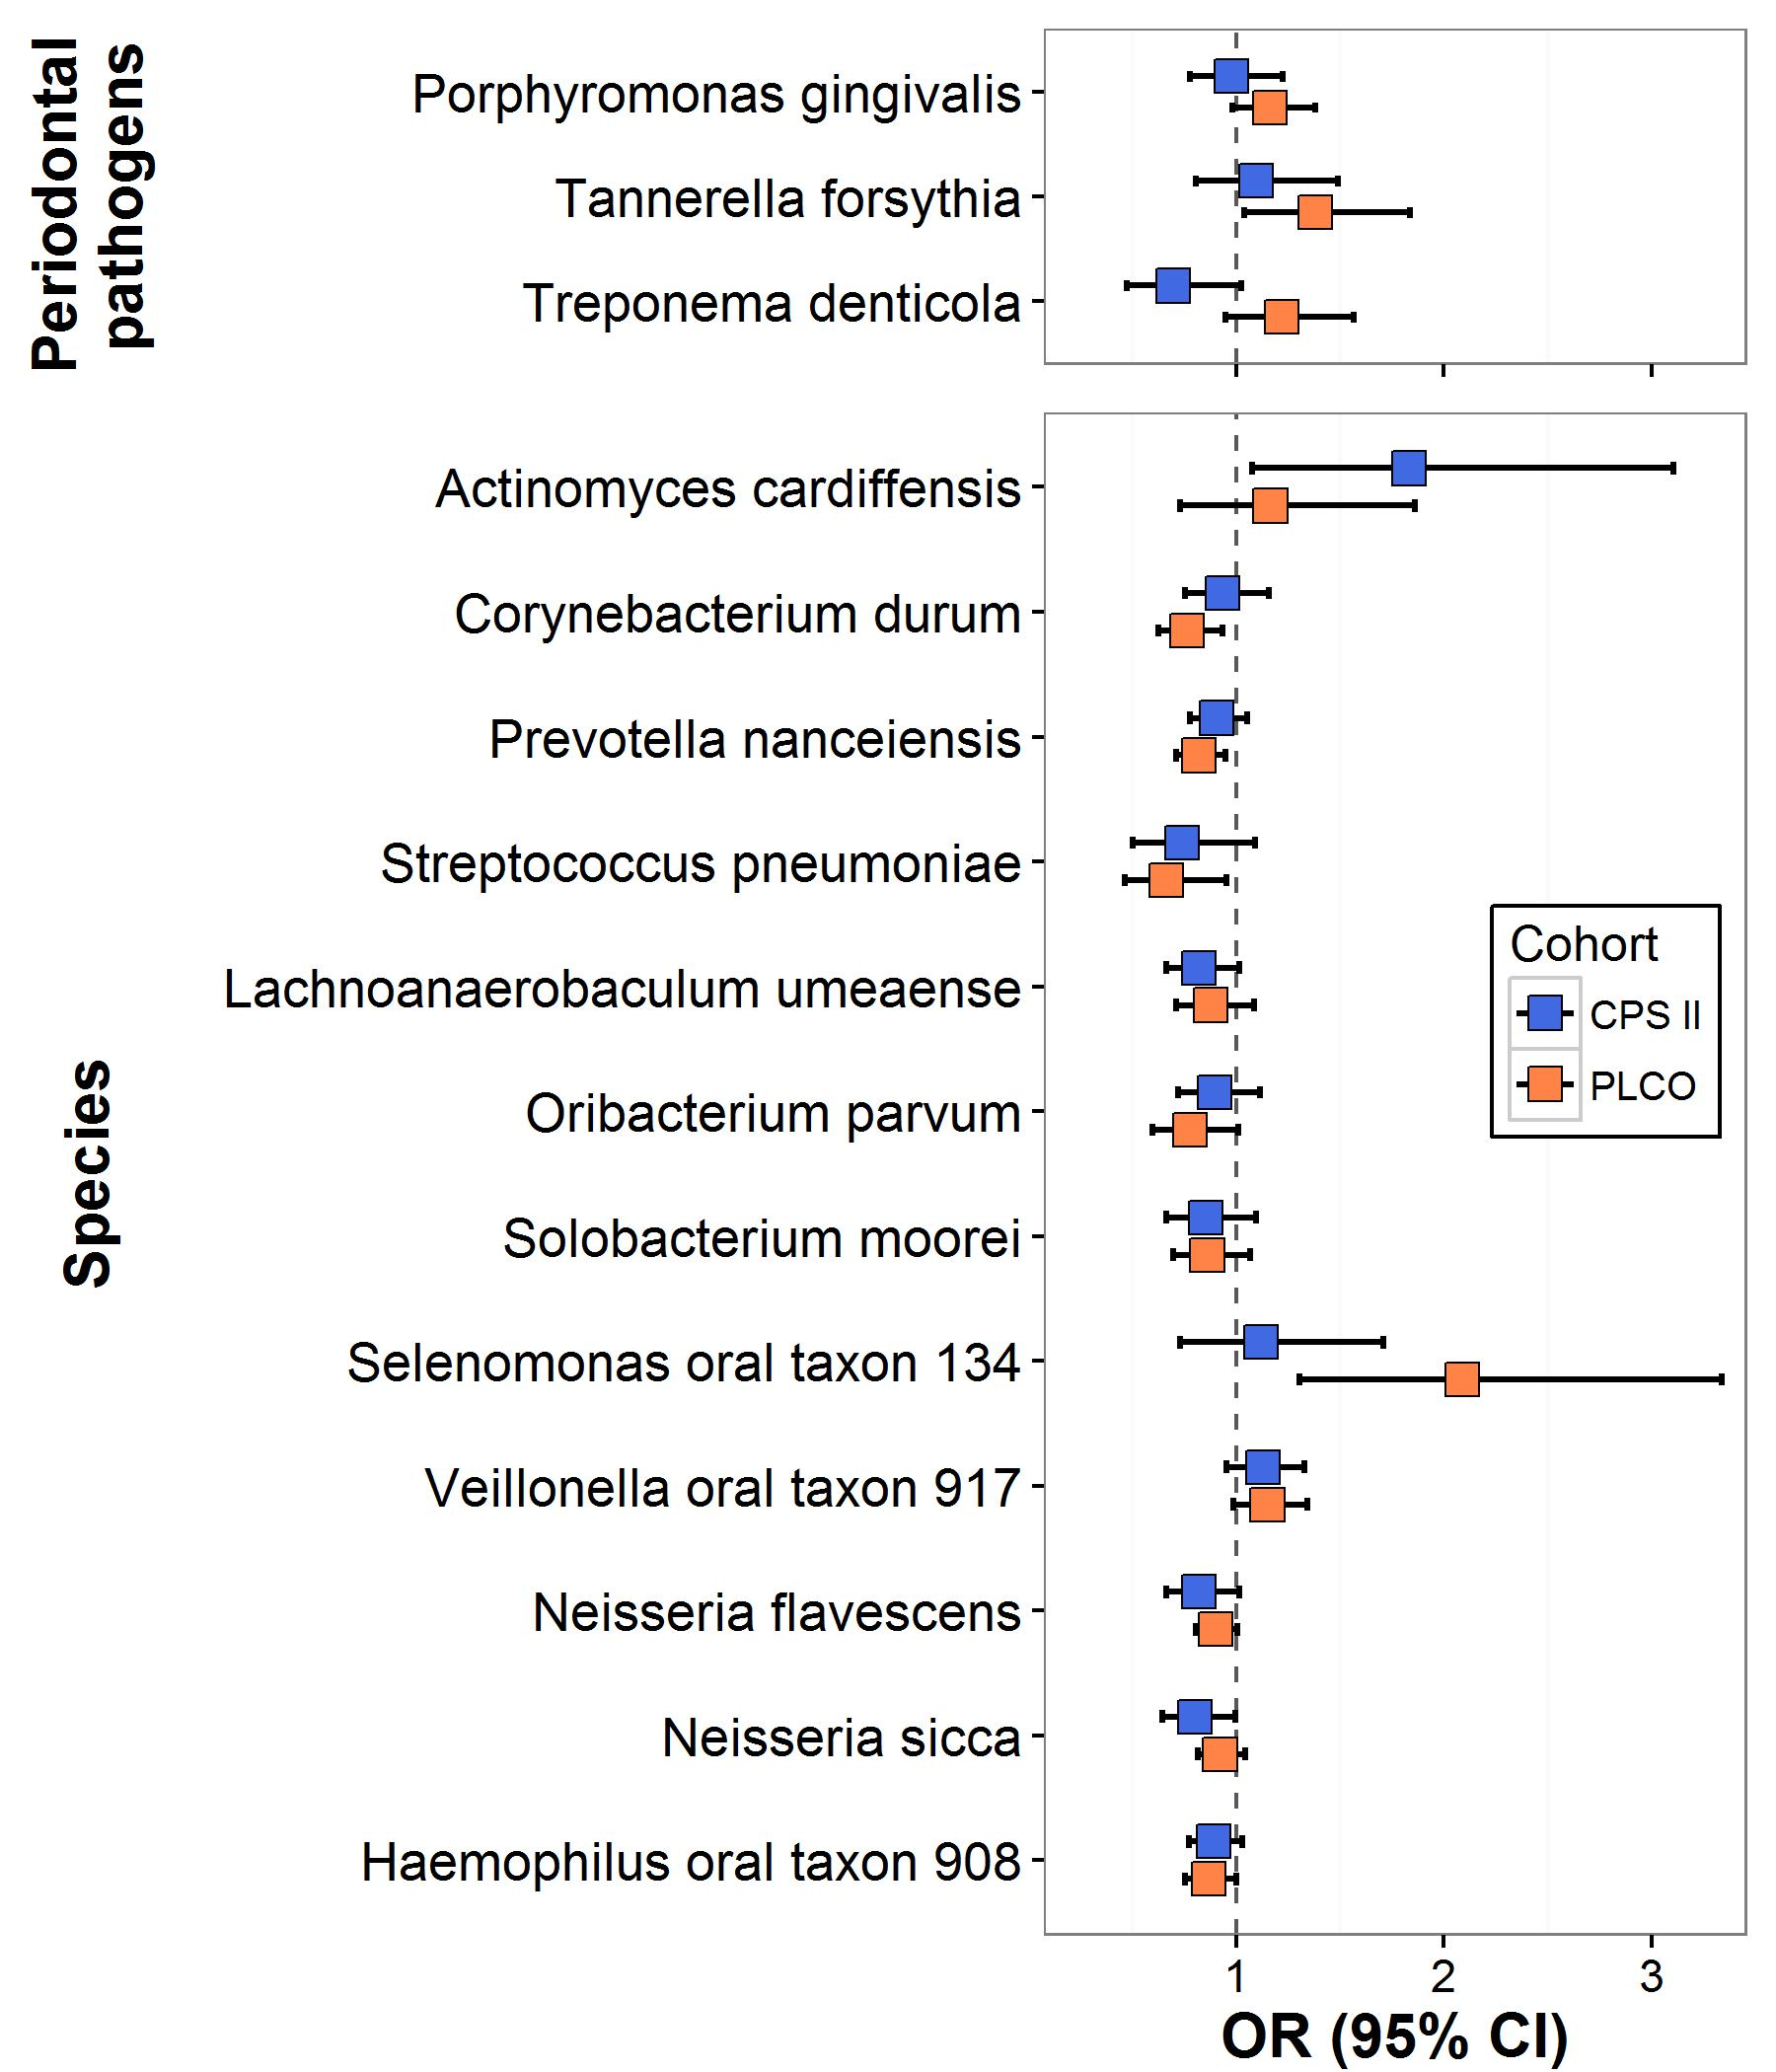 Periodontal
pathogens
Porphyromonas gingivalis
Tannerella forsythia
Treponema denticola
Species
Actinomyces cardiffensis
Corynebacterium durum
Prevotella nanceiensis
Streptococcus pneumoniae
Lachnoanaerobaculum umeaense
Oribacterium parvum
Solobacterium moorei
Selenomonas oral taxon 134
Veillonella oral taxon 917
Neisseria flavescens
Neisseria sicca
Haemophilus oral taxon 908
Cohort
CPS II
PLCO
1 2 3
OR (95% CI)